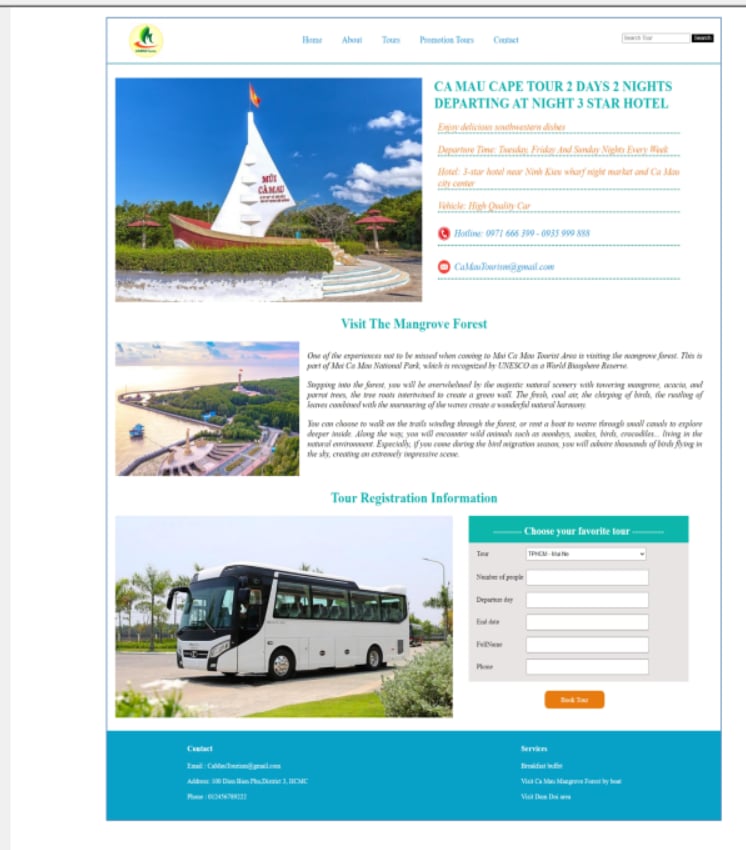 Home About Tours Promotion Tours Contact
Search Tour Search
CA MAU CAPE TOUR 2 DAYS 2 NIGHTS
DEPARTING AT NIGHT 3 STAR HOTEL
Enjoy delicious southwestern dishes
Departure Time: Tuesday, Friday And Sunday Nights Every Week
Hotel: 3-star hotel near Ninh Kieu wharf night market and Ca Mau
city center
Vehicle: High Quality Car
Hotline: 0971 666 399 - 0935 999 888
CaMauTourism@gmail.com
MŨI
CÀ MAU
Visit The Mangrove Forest
One of the experiences not to be missed when coming to Mui Ca Mau Tourist Area is visiting the mangrove forest. This is
part of Mui Ca Mau National Park, which is recognized by UNESCO as a World Biosphere Reserve.
Stepping into the forest, you will be overwhelmed by the majestic natural scenery with towering mangrove, acacia, and
parrot trees, the tree roots intertwined to create a green wall. The fresh, cool air, the chirping of birds, the rustling of
leaves combined with the murmuring of the waves create a wonderful natural harmony.
You can choose to walk on the trails winding through the forest, or rent a boat to weave through small canals to explore
deeper inside. Along the way, you will encounter wild animals such as monkeys, snakes, birds, crocodiles... living in the
natural environment. Especially, if you come during the bird migration season, you will admire thousands of birds flying in
the sky, creating an extremely impressive scene.
Tour Registration Information
---------- Choose your favorite tour -----------
Tour TPHCM - Mui Ne
Number of people
Departure day
End date
FullName
Phone
Book Tour
Contact
Email : CaMauTourism@gmail.com
Address: 100 Dien Bien Phu,District 3, HCMC
Phone : 012456789222
Services
Breakfast buffet
Visit Ca Mau Mangrove Forest by boat
Visit Dam Doi area